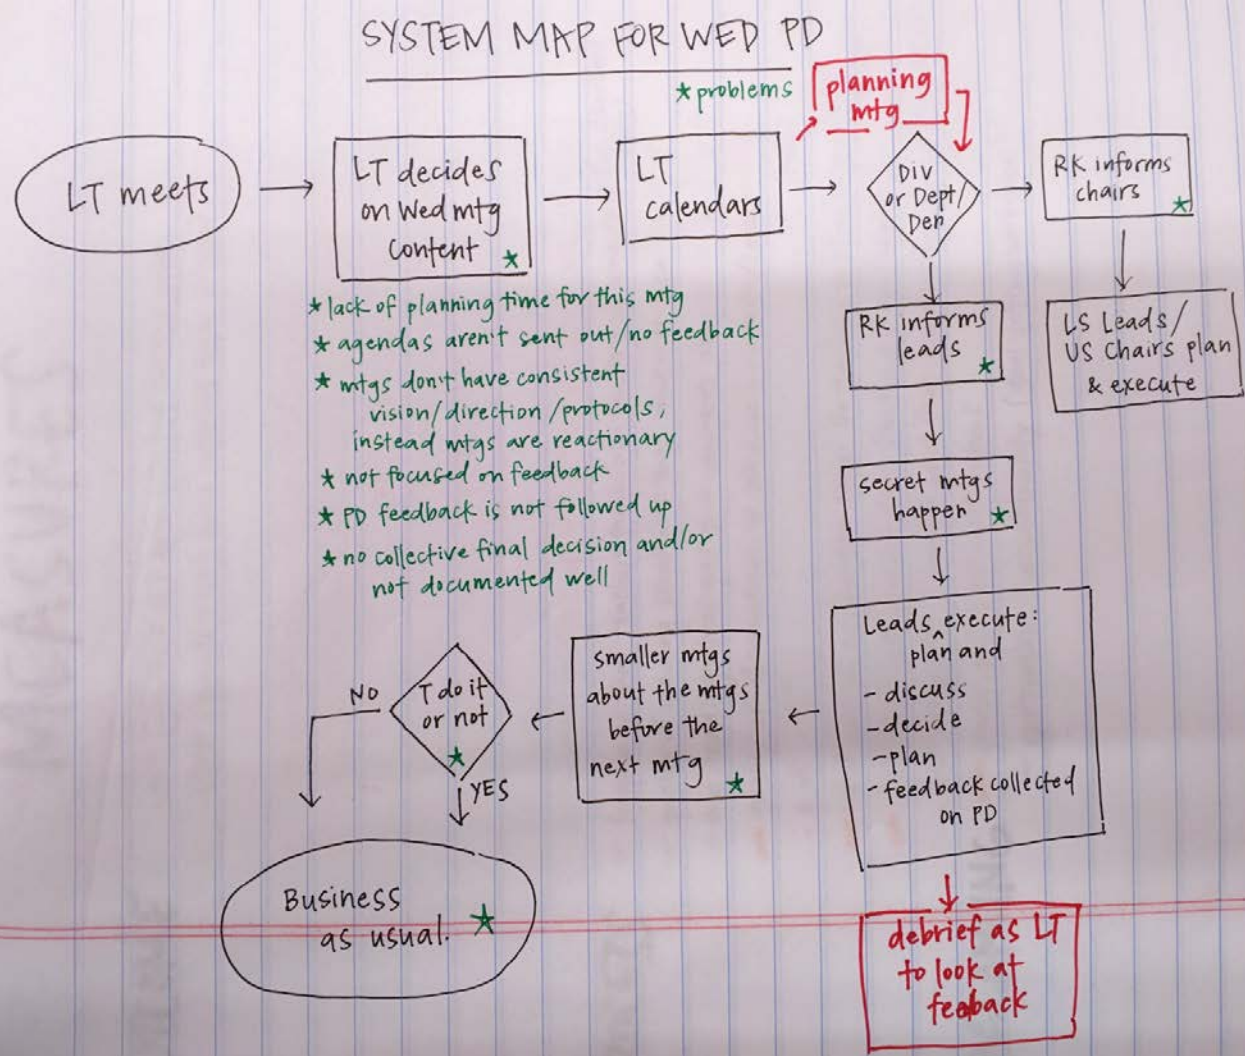 SYSTEM MAP FOR WED PD
* problems
planning
mtg
LT meets
LT decides
on Wed mtg
Content *
LT
calendars
Div
or Dept/
Den
RK informs
chairs
*
* lack of planning time for this mtg
* agendas aren't sent out/no feedback
* mtgs don't have consistent
vision/direction/protocols,
instead mtgs are reactionary
* not focused on feedback
* PD feedback is not followed up
* no collective final decision and/or
not documented well
RK informs
leads
*
LS Leads/
US Chairs plan
& execute
secret mtgs
happen *
Leads ^ execute:
plan and
- discuss
- decide
- plan
- feedback collected
on PD
smaller mtgs
about the mtgs
before the
next mtg *
T do it
or not
*
NO
YES
Business
as usual. *
debrief as LT
to look at
feedback